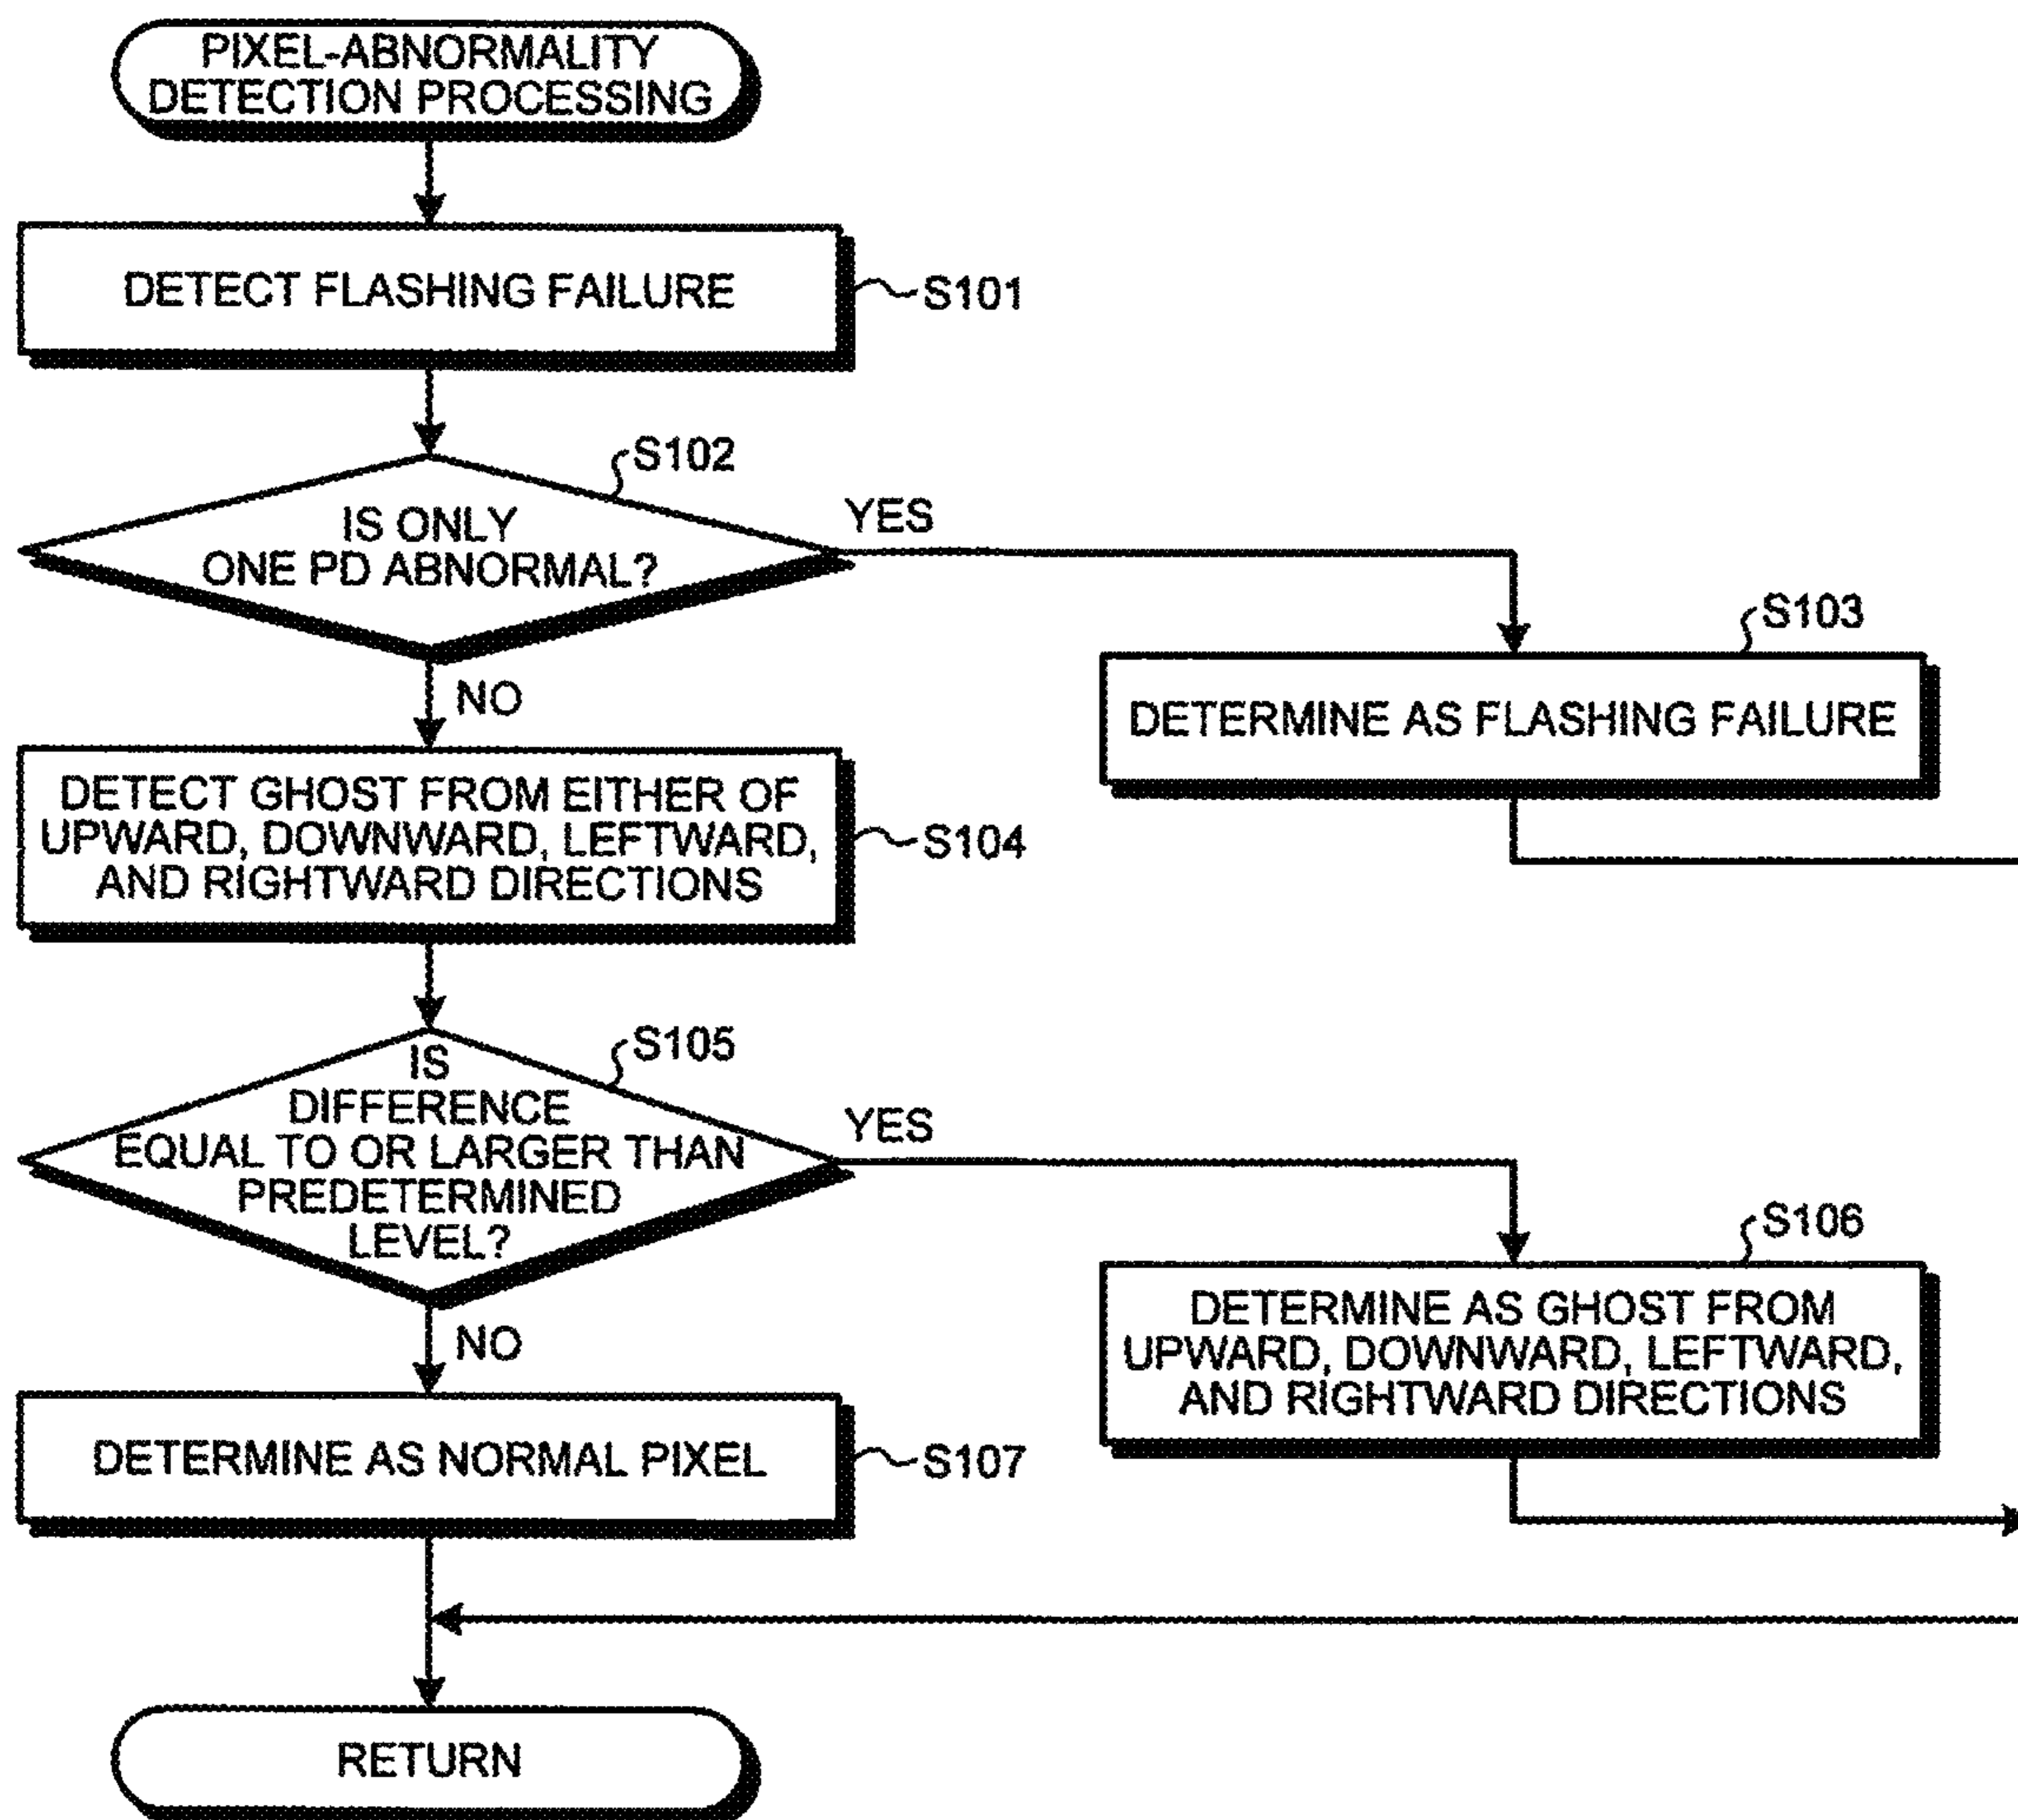 PIXEL-ABNORMALITY
DETECTION PROCESSING
DETECT FLASHING FAILURE
S101
S102
IS ONLY
ONE PD ABNORMAL?
YES
NO
S103
DETERMINE AS FLASHING FAILURE
DETECT GHOST FROM EITHER OF
UPWARD, DOWNWARD, LEFTWARD,
AND RIGHTWARD DIRECTIONS
S104
S105
IS
DIFFERENCE
EQUAL TO OR LARGER THAN
PREDETERMINED
LEVEL?
YES
NO
S106
DETERMINE AS GHOST FROM
UPWARD, DOWNWARD, LEFTWARD,
AND RIGHTWARD DIRECTIONS
DETERMINE AS NORMAL PIXEL
S107
RETURN